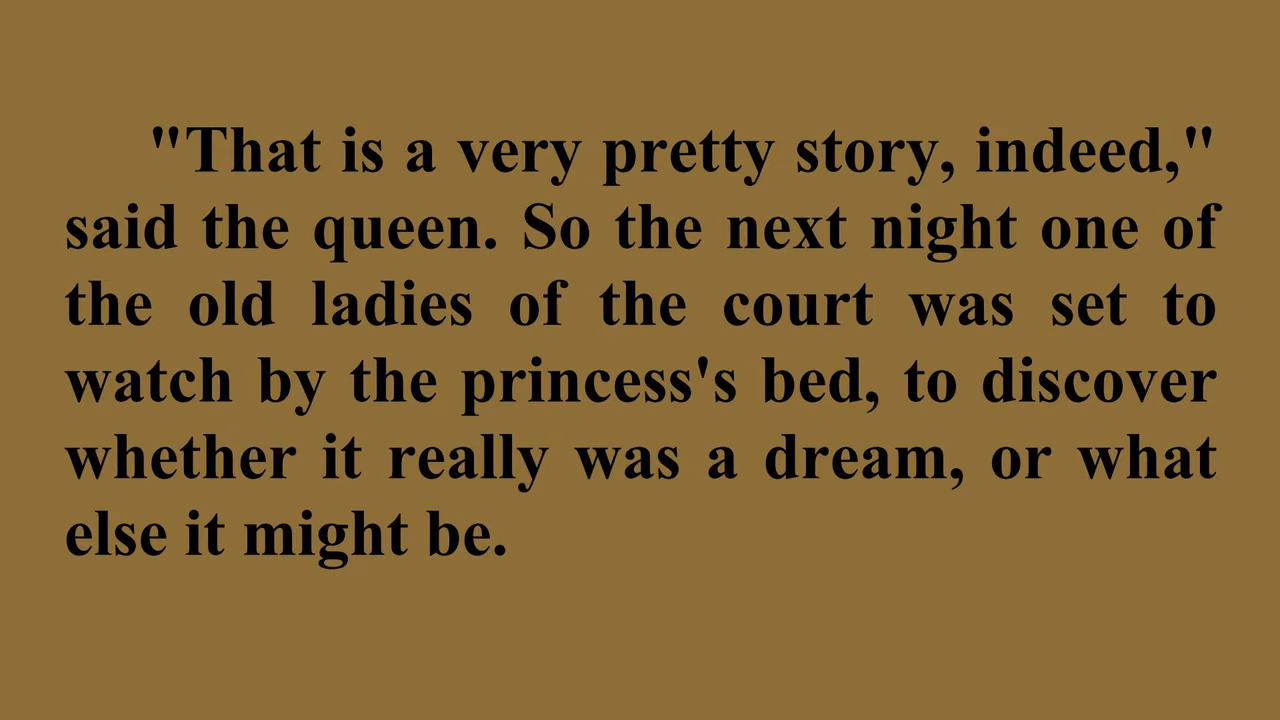 "That is a very pretty story, indeed,"
said the queen. So the next night one of
the old ladies of the court was set to
watch by the princess's bed, to discover
whether it really was a dream, or what
else it might be.